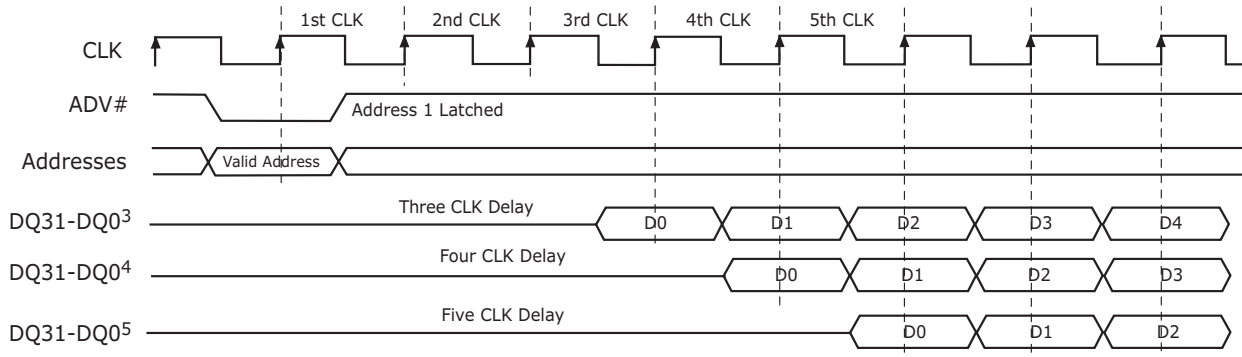 1st CLK 2nd CLK 3rd CLK 4th CLK 5th CLK
CLK
ADV# Address 1 Latched
Addresses Valid Address
DQ31-DQ0³ Three CLK Delay D0 D1 D2 D3 D4
DQ31-DQ0⁴ Four CLK Delay D0 D1 D2 D3
DQ31-DQ0⁵ Five CLK Delay D0 D1 D2